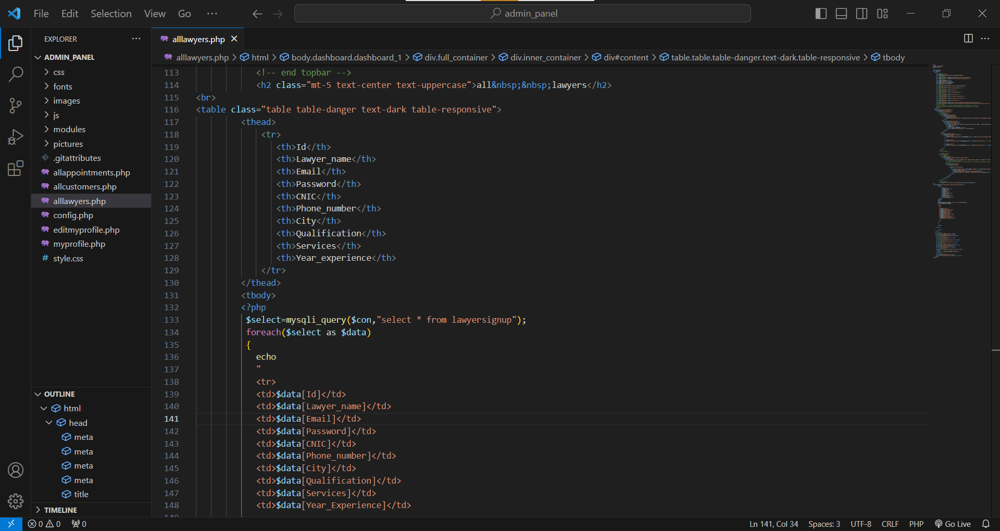 File Edit Selection View Go ··· admin_panel
EXPLORER ···
ADMIN_PANEL
css
fonts
images
js
modules
pictures
.gitattributes
allappointments.php
allcustomers.php
alllawyers.php
config.php
editmyprofile.php
myprofile.php
# style.css
OUTLINE
html
head
meta
meta
meta
meta
title
TIMELINE
alllawyers.php
alllawyers.php > html > body.dashboard.dashboard_1 > div.full_container > div.inner_container > div#content > table.table.table-danger.text-dark.table-responsive > tbody
113 <!-- end topbar -->
114 <h2 class="mt-5 text-center text-uppercase">all&nbsp;&nbsp;lawyers</h2>
115 <br>
116 <table class="table table-danger text-dark table-responsive">
117 <thead>
118 <tr>
119 <th>Id</th>
120 <th>Lawyer_name</th>
121 <th>Email</th>
122 <th>Password</th>
123 <th>CNIC</th>
124 <th>Phone_number</th>
125 <th>City</th>
126 <th>Qualification</th>
127 <th>Services</th>
128 <th>Year_experience</th>
129 </tr>
130 </thead>
131 <tbody>
132 <?php
133 $select=mysqli_query($con,"select * from lawyersignup");
134 foreach($select as $data)
135 {
136 echo
137 "
138 <tr>
139 <td>$data[Id]</td>
140 <td>$data[Lawyer_name]</td>
141 <td>$data[Email]</td>
142 <td>$data[Password]</td>
143 <td>$data[CNIC]</td>
144 <td>$data[Phone_number]</td>
145 <td>$data[City]</td>
146 <td>$data[Qualification]</td>
147 <td>$data[Services]</td>
148 <td>$data[Year_Experience]</td>
0 0 0 Ln 141, Col 34 Spaces: 3 UTF-8 CRLF PHP Go Live